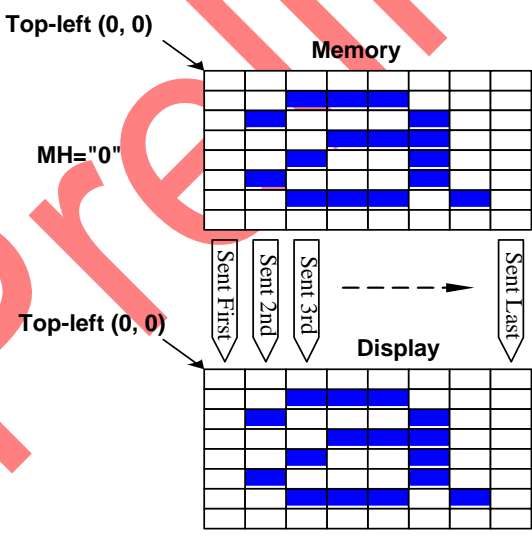 Top-left (0, 0)
Memory
MH="0"
Sent First
Sent 2nd
Sent 3rd
Sent Last
Top-left (0, 0)
Display